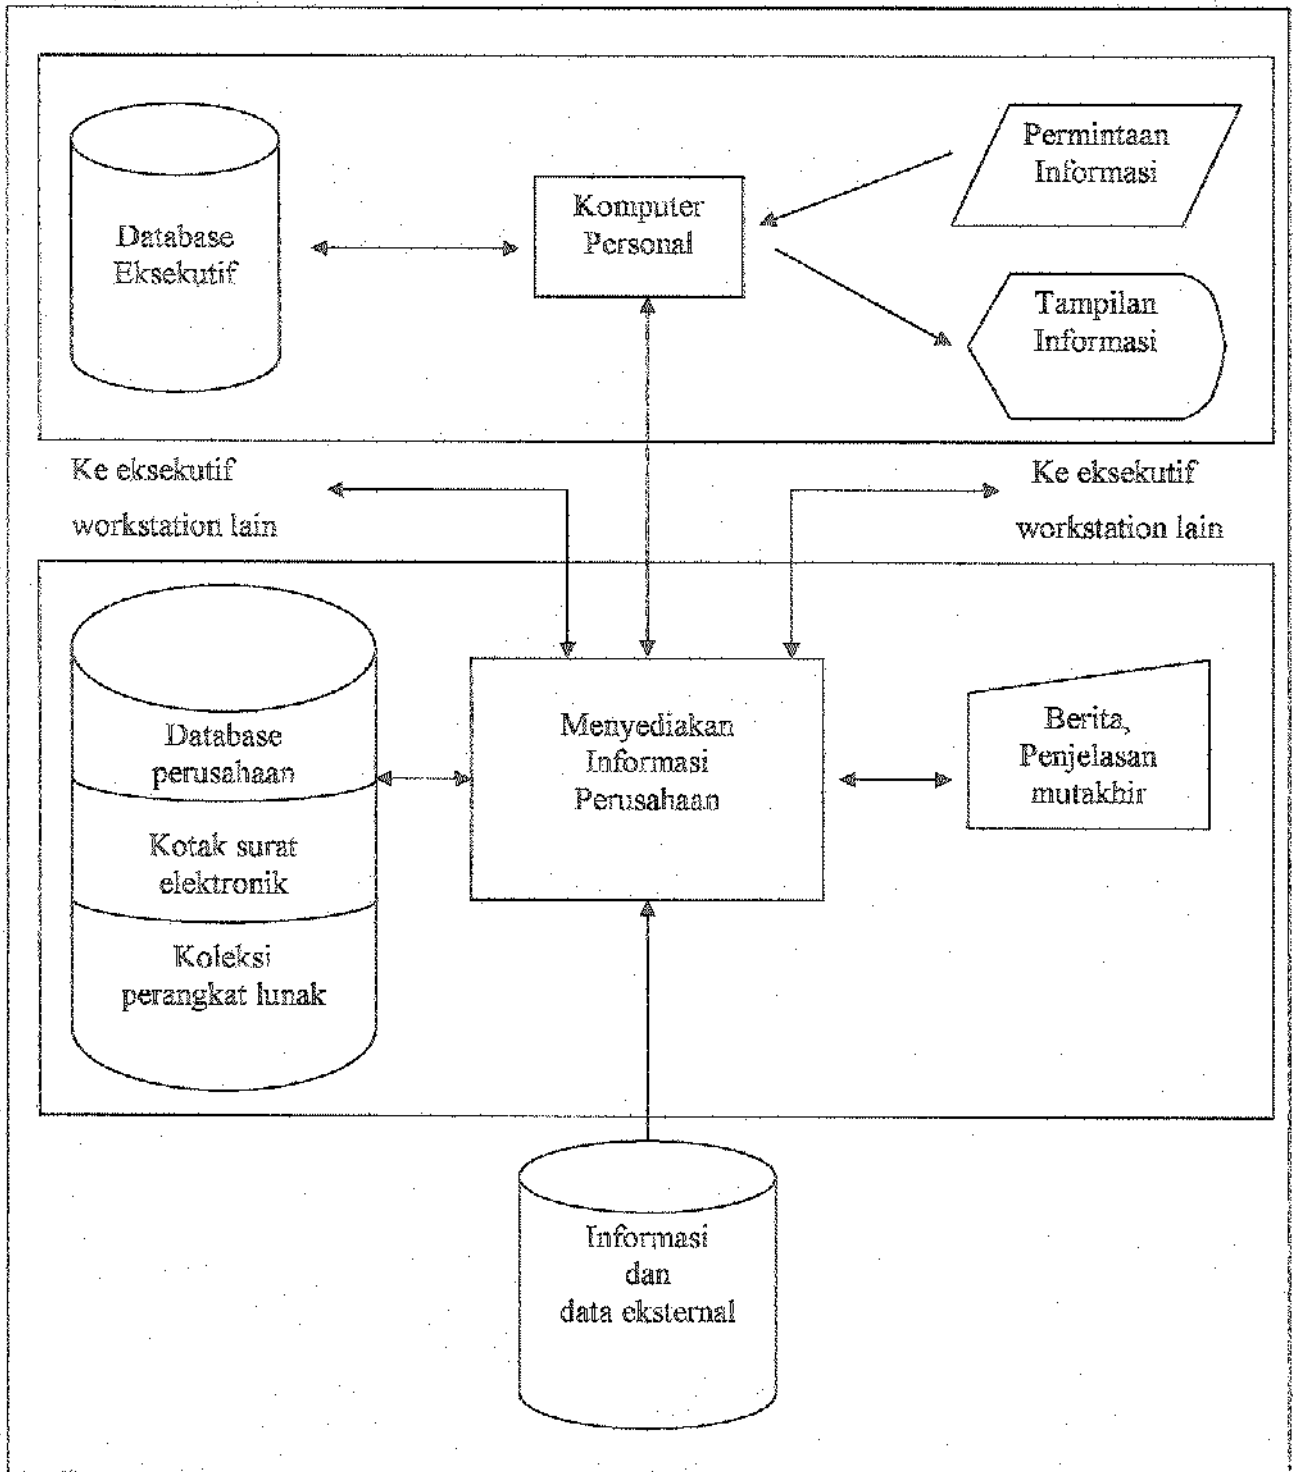 Database
Eksekutif
Komputer
Personal
Permintaan
Informasi
Tampilan
Informasi
Ke eksekutif
workstation lain
Ke eksekutif
workstation lain
Database
perusahaan
Kotak surat
elektronik
Koleksi
perangkat lunak
Menyediakan
Informasi
Perusahaan
Berita,
Penjelasan
mutakhir
Informasi
dan
data eksternal